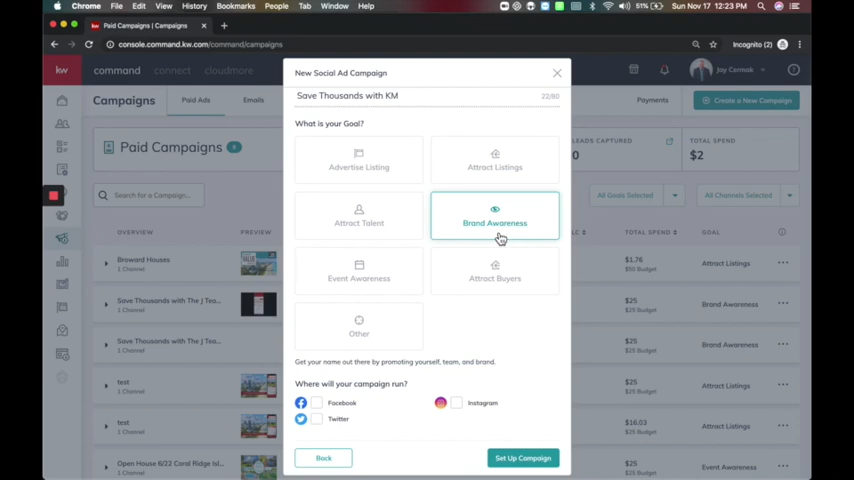 Chrome File Edit View History Bookmarks People Tab Window Help 51% Sun Nov 17 12:23 PM
Paid Campaigns | Campaigns
console.command.kw.com/command/campaigns Incognito (2)
kw command connect cloudmore Jay Cermak
Campaigns Paid Ads Emails Payments Create a New Campaign
Paid Campaigns LEADS CAPTURED TOTAL SPEND
0 $2
Search for a Campaign... All Goals Selected All Channels Selected
OVERVIEW PREVIEW TOTAL SPEND GOAL
Broward Houses
1 Channel
$1.76
$50 Budget
Attract Listings
Save Thousands with The J Tea...
1 Channel
$25
$25 Budget
Brand Awareness
Save Thousands with The J Tea...
1 Channel
$25
$25 Budget
Brand Awareness
test
1 Channel
$25
$25 Budget
Attract Listings
test
1 Channel
$16.03
$25 Budget
Attract Listings
Open House 6/22 Coral Ridge Isl...
1 Channel
$25
$25 Budget
Event Awareness
New Social Ad Campaign
Save Thousands with KM 22/80
What is your Goal?
Advertise Listing Attract Listings
Attract Talent Brand Awareness
Event Awareness Attract Buyers
Other
Get your name out there by promoting yourself, team, and brand.
Where will your campaign run?
Facebook Instagram
Twitter
Back Set Up Campaign